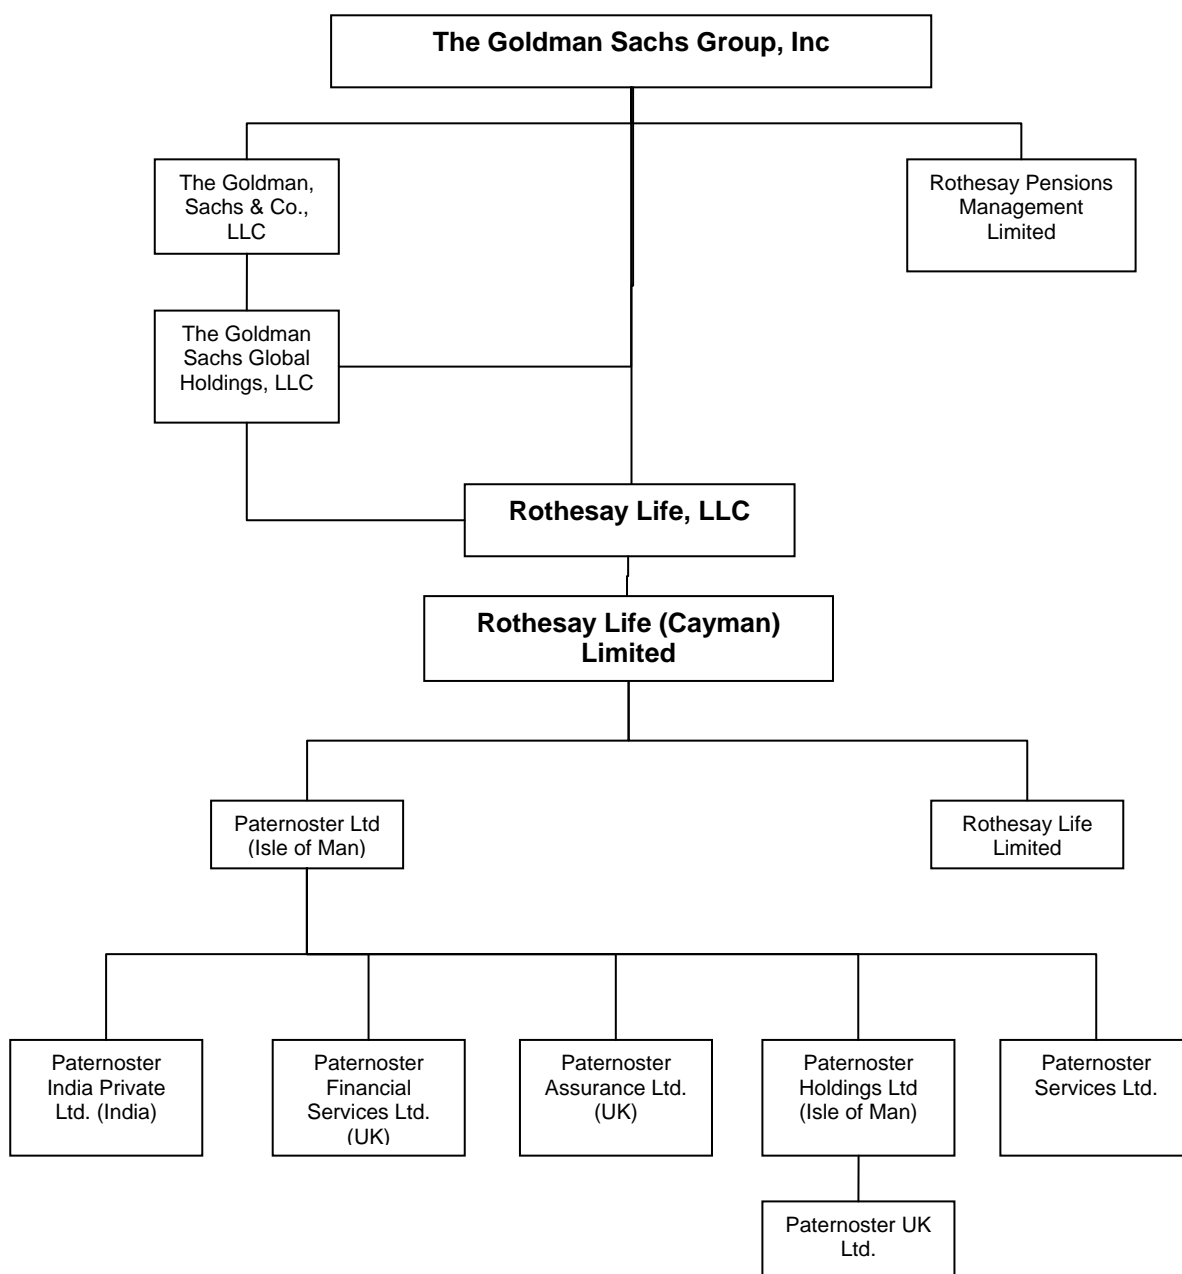 The Goldman Sachs Group, Inc
The Goldman,
Sachs & Co.,
LLC
Rothesay Pensions
Management
Limited
The Goldman
Sachs Global
Holdings, LLC
Rothesay Life, LLC
Rothesay Life (Cayman)
Limited
Paternoster Ltd
(Isle of Man)
Rothesay Life
Limited
Paternoster
India Private
Ltd. (India)
Paternoster
Financial
Services Ltd.
(UK)
Paternoster
Assurance Ltd.
(UK)
Paternoster
Holdings Ltd
(Isle of Man)
Paternoster
Services Ltd.
Paternoster UK
Ltd.